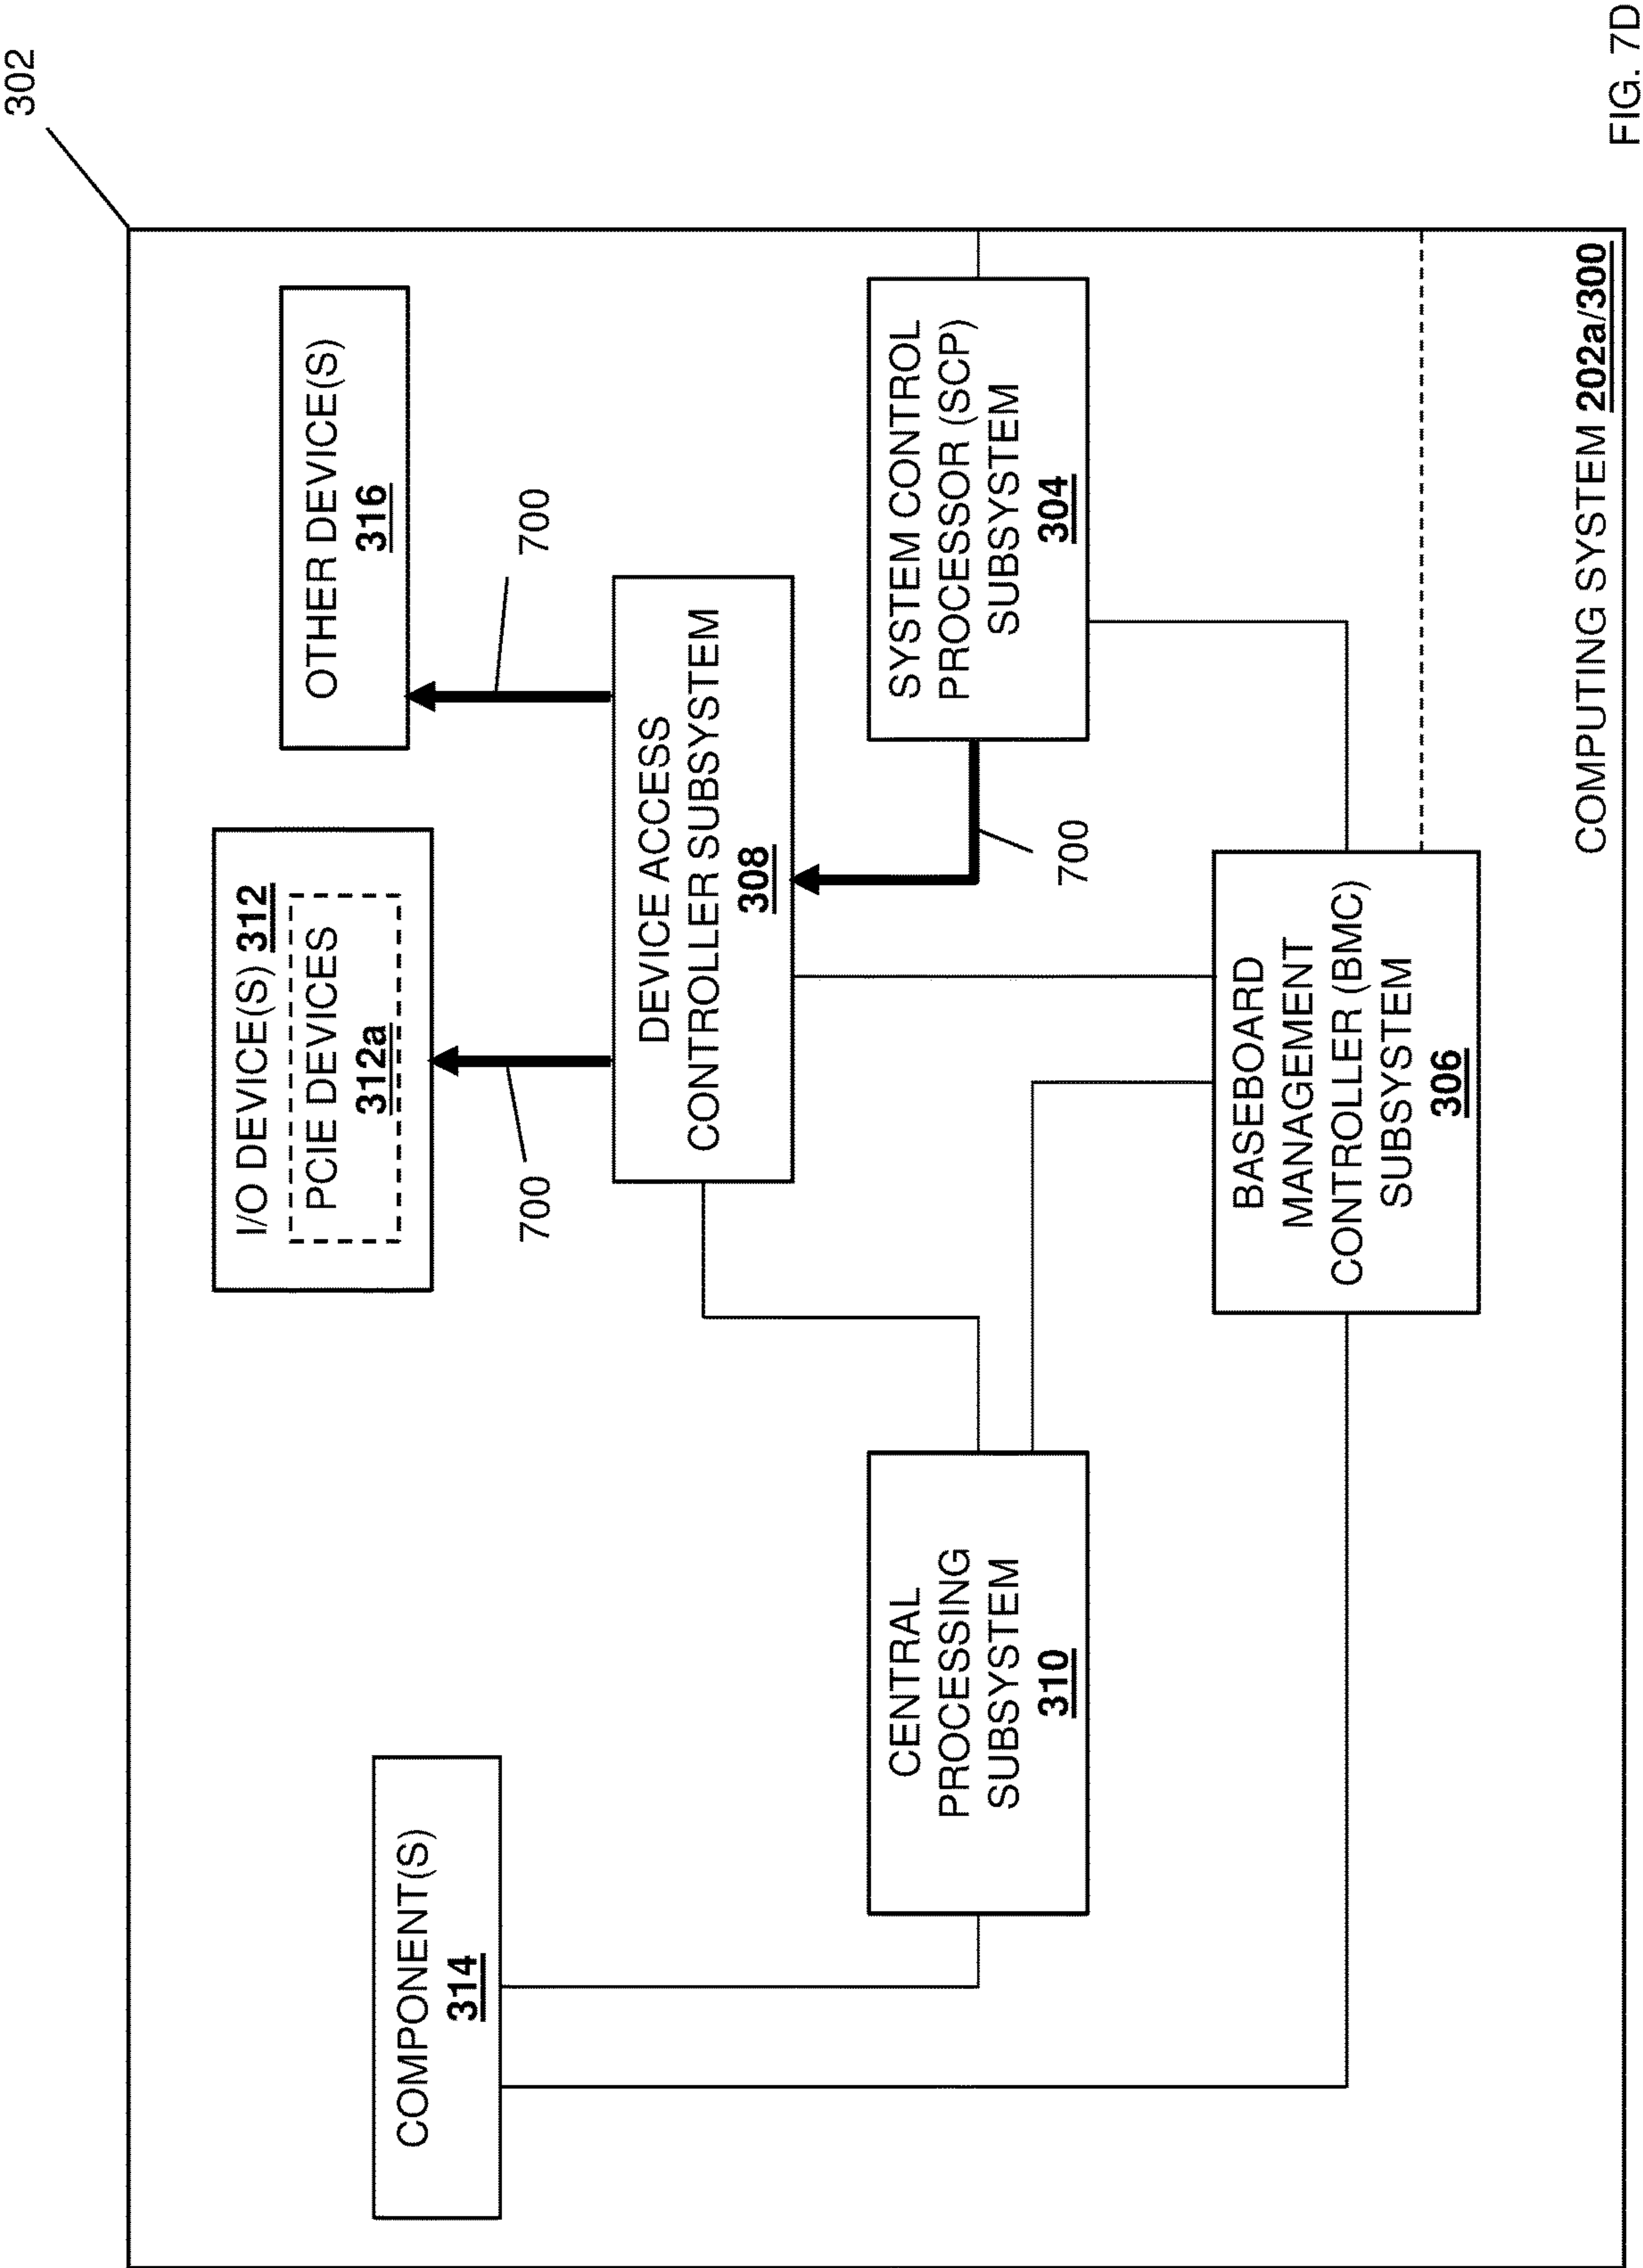 302
COMPONENT(S)
314
I/O DEVICE(S) 312
PCIE DEVICES
312a
OTHER DEVICE(S)
316
700
700
DEVICE ACCESS
CONTROLLER SUBSYSTEM
308
CENTRAL
PROCESSING
SUBSYSTEM
310
700
SYSTEM CONTROL
PROCESSOR (SCP)
SUBSYSTEM
304
BASEBOARD
MANAGEMENT
CONTROLLER (BMC)
SUBSYSTEM
306
COMPUTING SYSTEM 202a/300
FIG. 7D